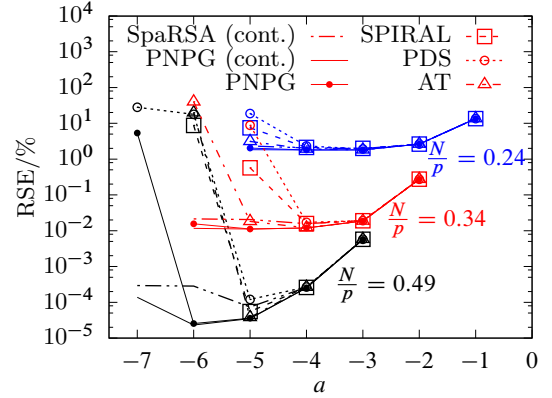 10^4
10^3
10^2
10^1
10^0
10^-1
10^-2
10^-3
10^-4
10^-5
RSE/%
SpaRSA (cont.) SPIRAL
PNPG (cont.) PDS
PNPG AT
N/p = 0.24
N/p = 0.34
N/p = 0.49
−7 −6 −5 −4 −3 −2 −1 0
a